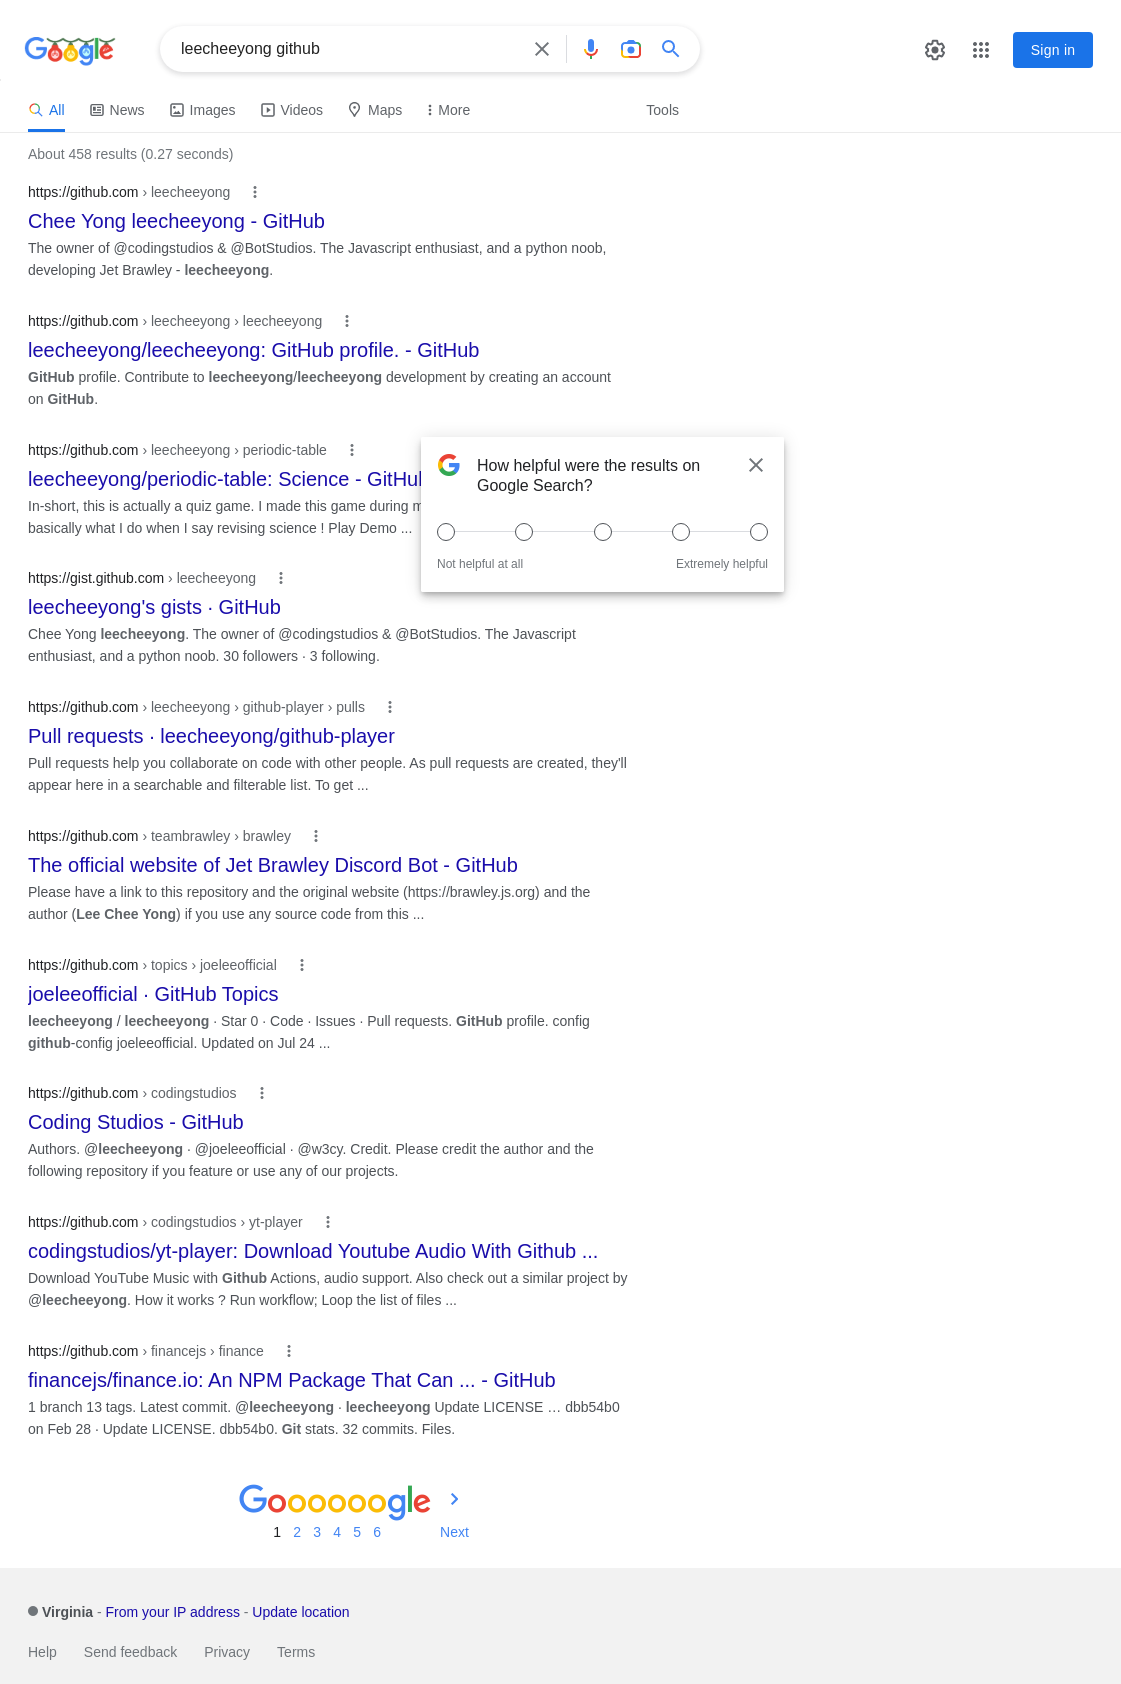 Google
leecheeyong github
Sign in
All
News
Images
Videos
Maps
More
Tools
About 458 results (0.27 seconds)
https://github.com › leecheeyong
Chee Yong leecheeyong - GitHub
The owner of @codingstudios & @BotStudios. The Javascript enthusiast, and a python noob,
developing Jet Brawley - leecheeyong.
https://github.com › leecheeyong › leecheeyong
leecheeyong/leecheeyong: GitHub profile. - GitHub
GitHub profile. Contribute to leecheeyong/leecheeyong development by creating an account
on GitHub.
https://github.com › leecheeyong › periodic-table
leecheeyong/periodic-table: Science - GitHub
In-short, this is actually a quiz game. I made this game during
basically what I do when I say revising science ! Play Demo ...
How helpful were the results on
Google Search?
Not helpful at all
Extremely helpful
https://gist.github.com › leecheeyong
leecheeyong's gists · GitHub
Chee Yong leecheeyong. The owner of @codingstudios & @BotStudios. The Javascript
enthusiast, and a python noob. 30 followers · 3 following.
https://github.com › leecheeyong › github-player › pulls
Pull requests · leecheeyong/github-player
Pull requests help you collaborate on code with other people. As pull requests are created, they'll
appear here in a searchable and filterable list. To get ...
https://github.com › teambrawley › brawley
The official website of Jet Brawley Discord Bot - GitHub
Please have a link to this repository and the original website (https://brawley.js.org) and the
author (Lee Chee Yong) if you use any source code from this ...
https://github.com › topics › joeleeofficial
joeleeofficial · GitHub Topics
leecheeyong / leecheeyong · Star 0 · Code · Issues · Pull requests. GitHub profile. config
github-config joeleeofficial. Updated on Jul 24 ...
https://github.com › codingstudios
Coding Studios - GitHub
Authors. @leecheeyong · @joeleeofficial · @w3cy. Credit. Please credit the author and the
following repository if you feature or use any of our projects.
https://github.com › codingstudios › yt-player
codingstudios/yt-player: Download Youtube Audio With Github ...
Download YouTube Music with Github Actions, audio support. Also check out a similar project by
@leecheeyong. How it works ? Run workflow; Loop the list of files ...
https://github.com › financejs › finance
financejs/finance.io: An NPM Package That Can ... - GitHub
1 branch 13 tags. Latest commit. @leecheeyong · leecheeyong Update LICENSE … dbb54b0
on Feb 28 · Update LICENSE. dbb54b0. Git stats. 32 commits. Files.
Goooooogle
1 2 3 4 5 6 Next
Virginia - From your IP address - Update location
Help Send feedback Privacy Terms